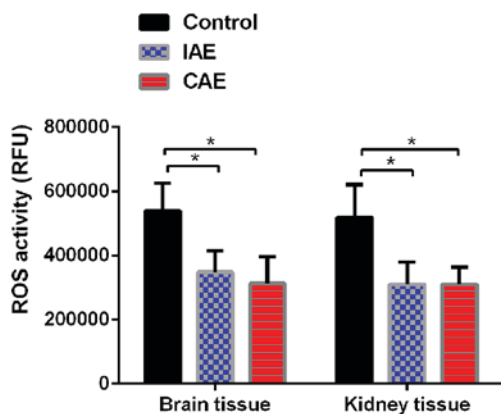 Control
IAE
CAE
ROS activity (RFU)
800000
600000
400000
200000
0
*
*
*
*
Brain tissue
Kidney tissue